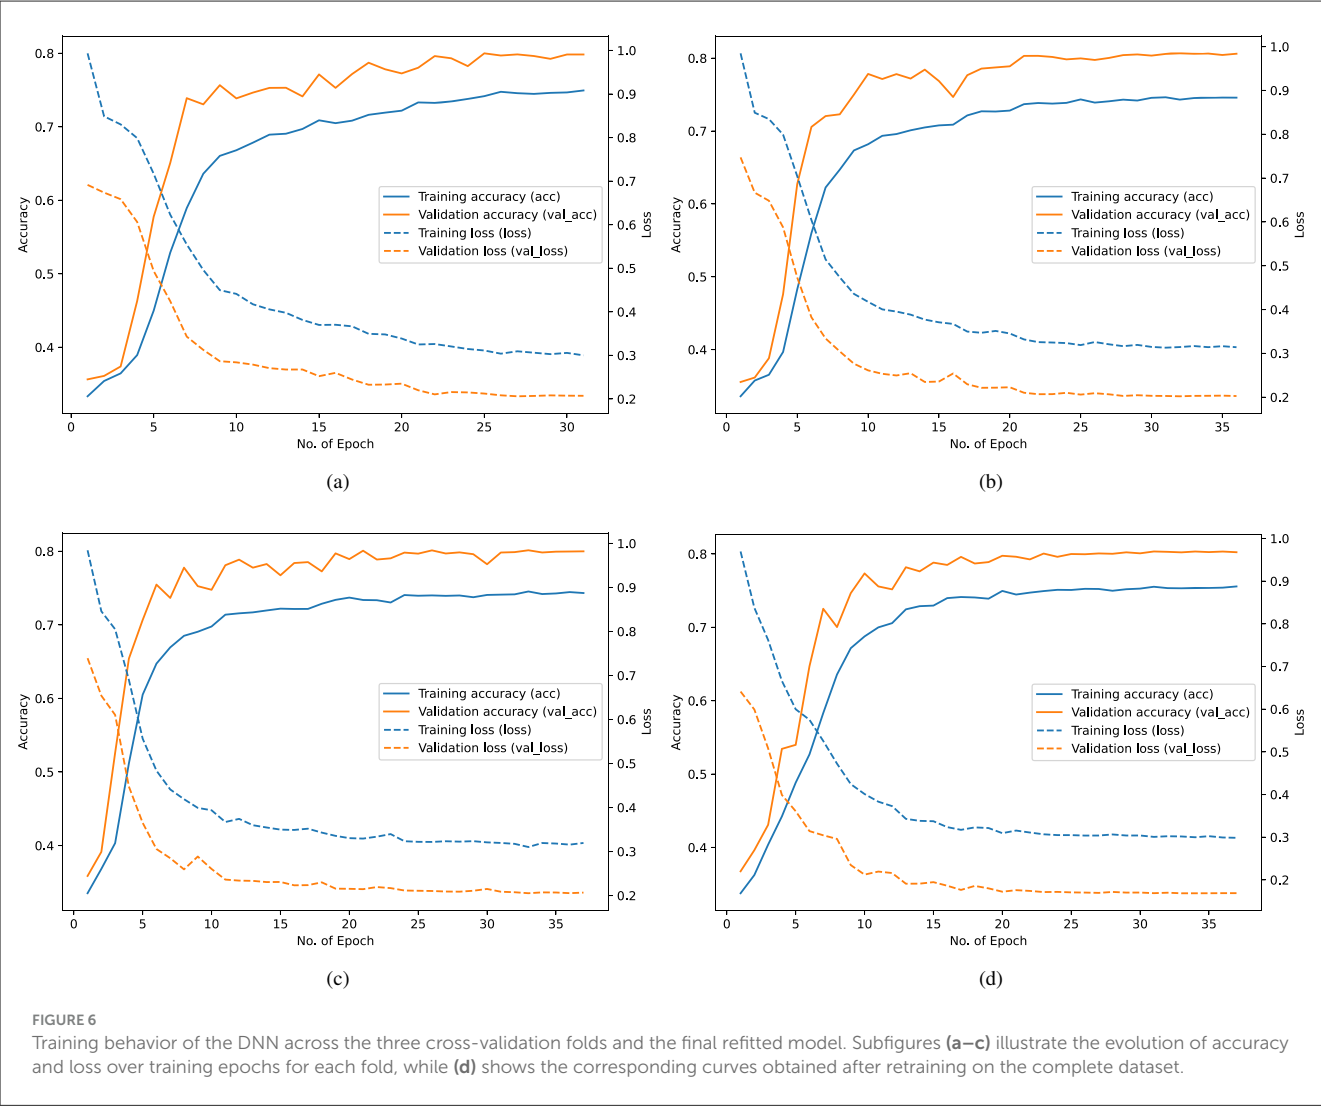 0.8
0.7
0.6
0.5
0.4
1.0
0.9
0.8
0.7
0.6
0.5
0.4
0.3
0.2
Accuracy
Loss
Training accuracy (acc)
Validation accuracy (val_acc)
Training loss (loss)
Validation loss (val_loss)
0 5 10 15 20 25 30
No. of Epoch
(a)
0.8
0.7
0.6
0.5
0.4
1.0
0.9
0.8
0.7
0.6
0.5
0.4
0.3
0.2
Accuracy
Loss
Training accuracy (acc)
Validation accuracy (val_acc)
Training loss (loss)
Validation loss (val_loss)
0 5 10 15 20 25 30 35
No. of Epoch
(b)
0.8
0.7
0.6
0.5
0.4
1.0
0.9
0.8
0.7
0.6
0.5
0.4
0.3
0.2
Accuracy
Loss
Training accuracy (acc)
Validation accuracy (val_acc)
Training loss (loss)
Validation loss (val_loss)
0 5 10 15 20 25 30 35
No. of Epoch
(c)
0.8
0.7
0.6
0.5
0.4
1.0
0.9
0.8
0.7
0.6
0.5
0.4
0.3
0.2
Accuracy
Loss
Training accuracy (acc)
Validation accuracy (val_acc)
Training loss (loss)
Validation loss (val_loss)
0 5 10 15 20 25 30 35
No. of Epoch
(d)
FIGURE 6
Training behavior of the DNN across the three cross-validation folds and the final refitted model. Subfigures (a–c) illustrate the evolution of accuracy
and loss over training epochs for each fold, while (d) shows the corresponding curves obtained after retraining on the complete dataset.